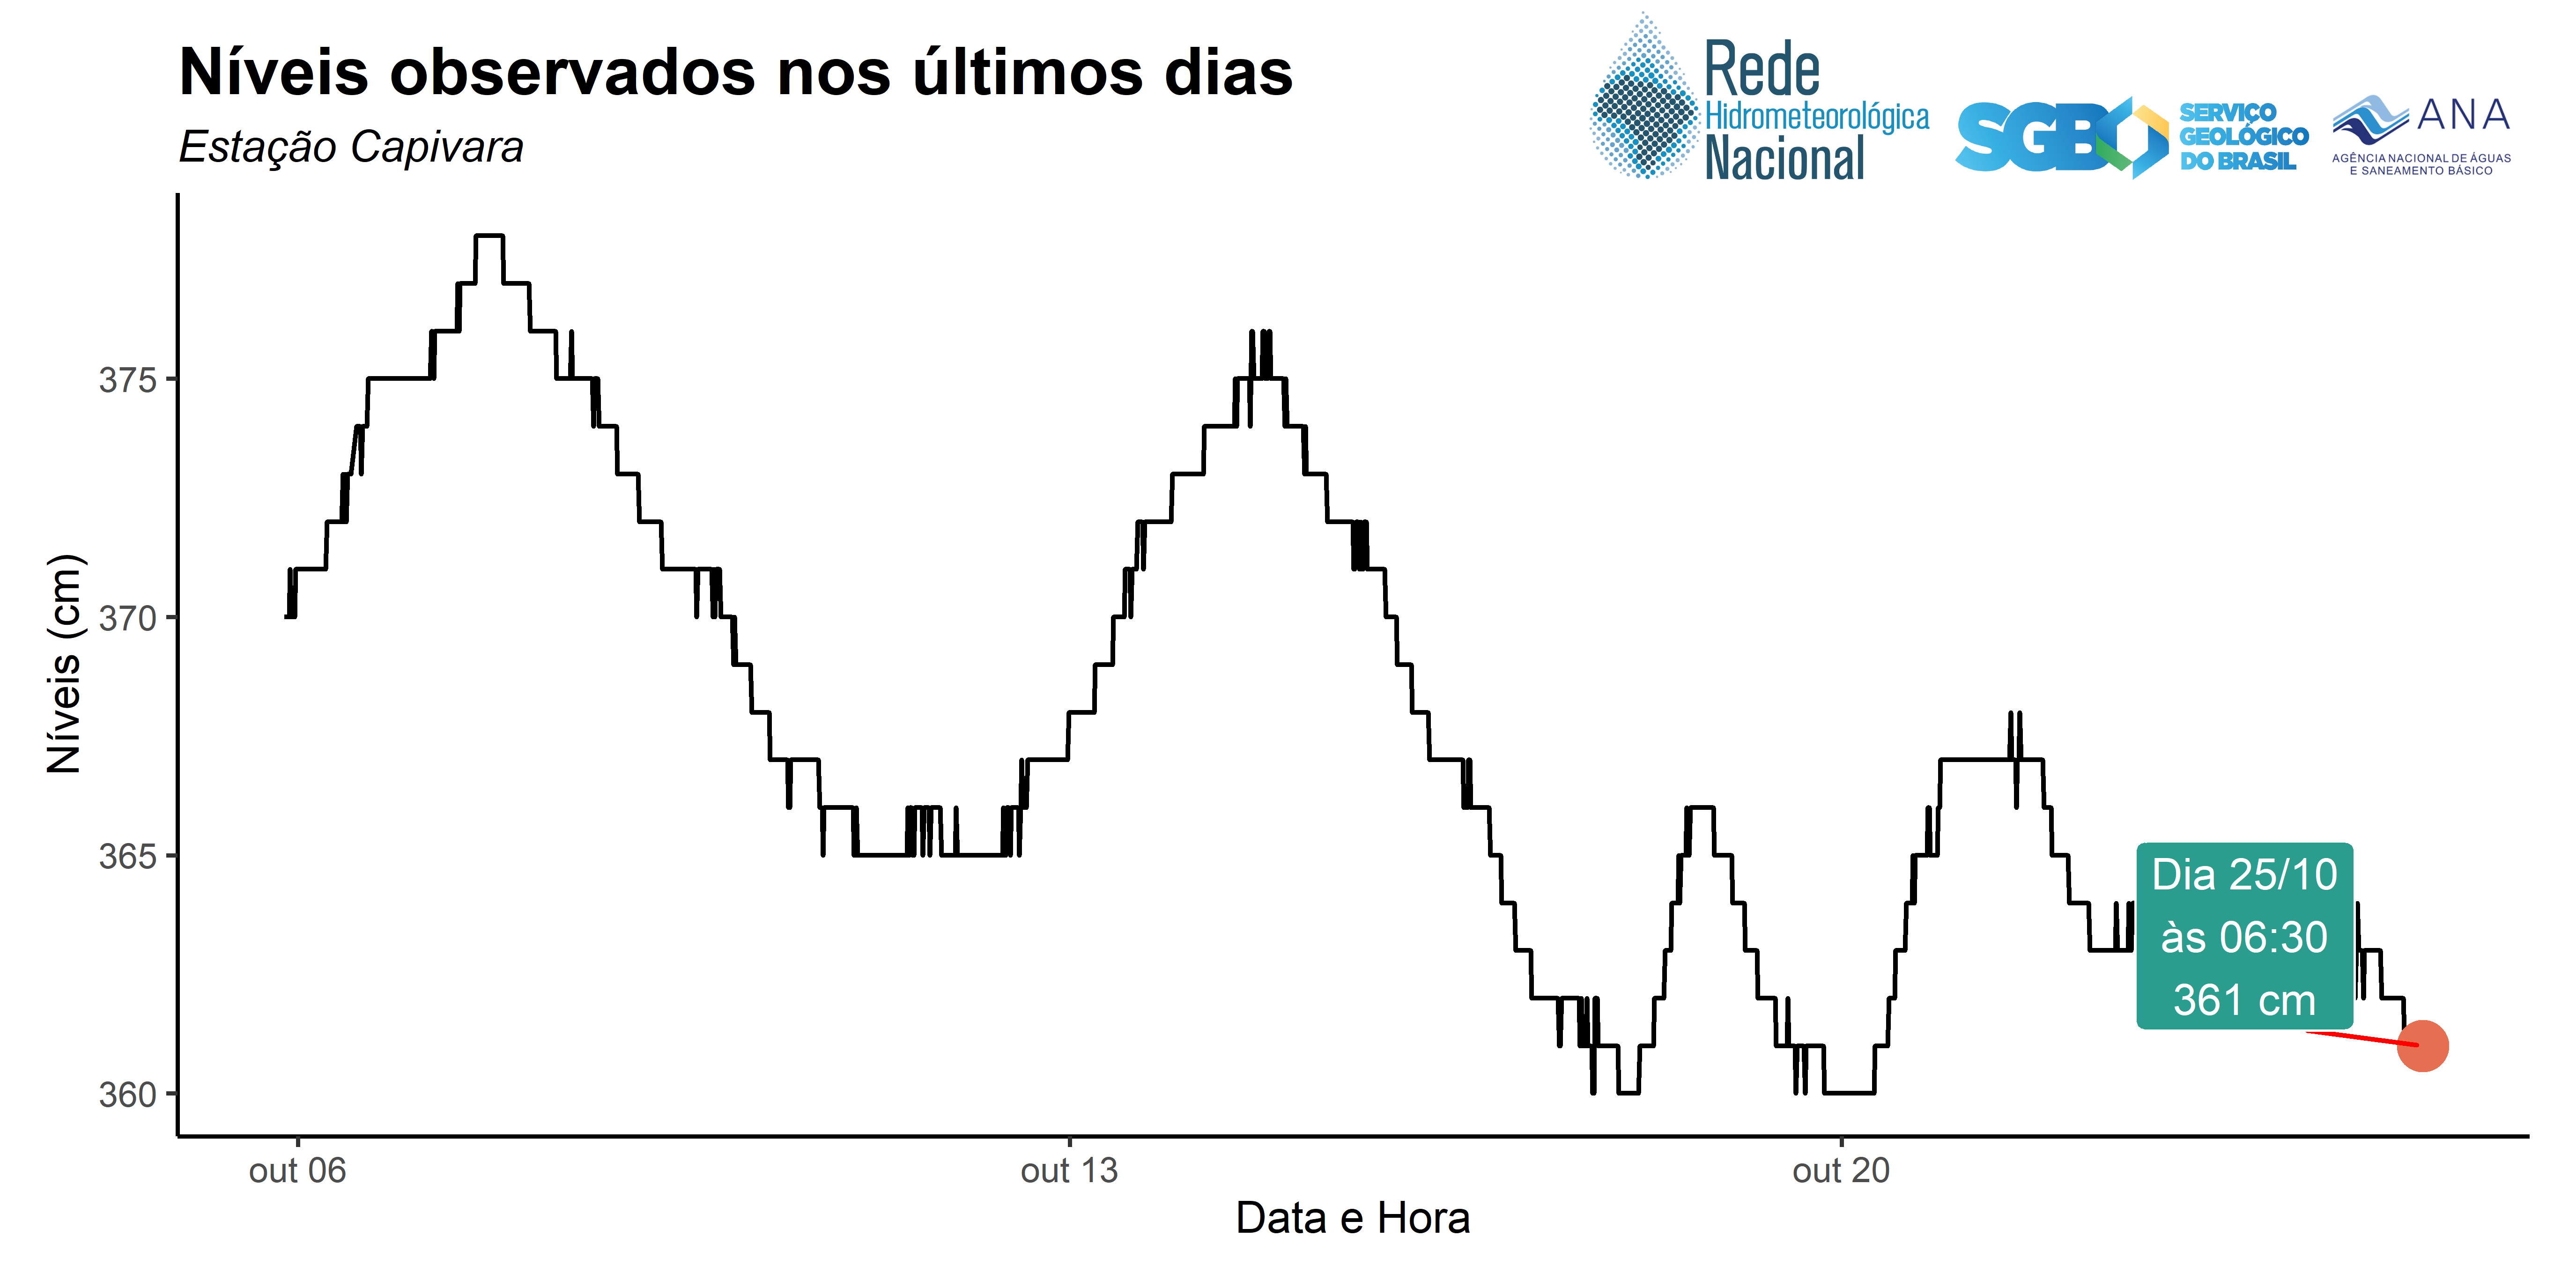 Níveis observados nos últimos dias
Estação Capivara
Rede
Hidrometeorológica
Nacional
SGB
SERVIÇO
GEOLÓGICO
DO BRASIL
ANA
AGÊNCIA NACIONAL DE ÁGUAS
E SANEAMENTO BÁSICO
Níveis (cm)
375
370
365
360
Dia 25/10
às 06:30
361 cm
out 06
out 13
out 20
Data e Hora